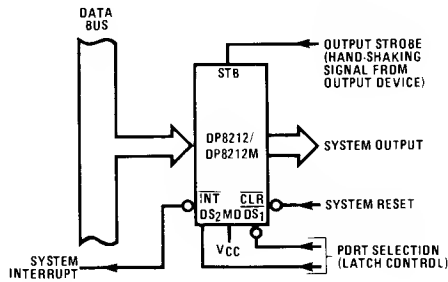 DATA
BUS
OUTPUT STROBE
(HAND-SHAKING
SIGNAL FROM
OUTPUT DEVICE)
STB
DP8212/
DP8212M
SYSTEM OUTPUT
INT CLR
DS2 MD DS1
SYSTEM RESET
SYSTEM
INTERRUPT
VCC
PORT SELECTION
(LATCH CONTROL)